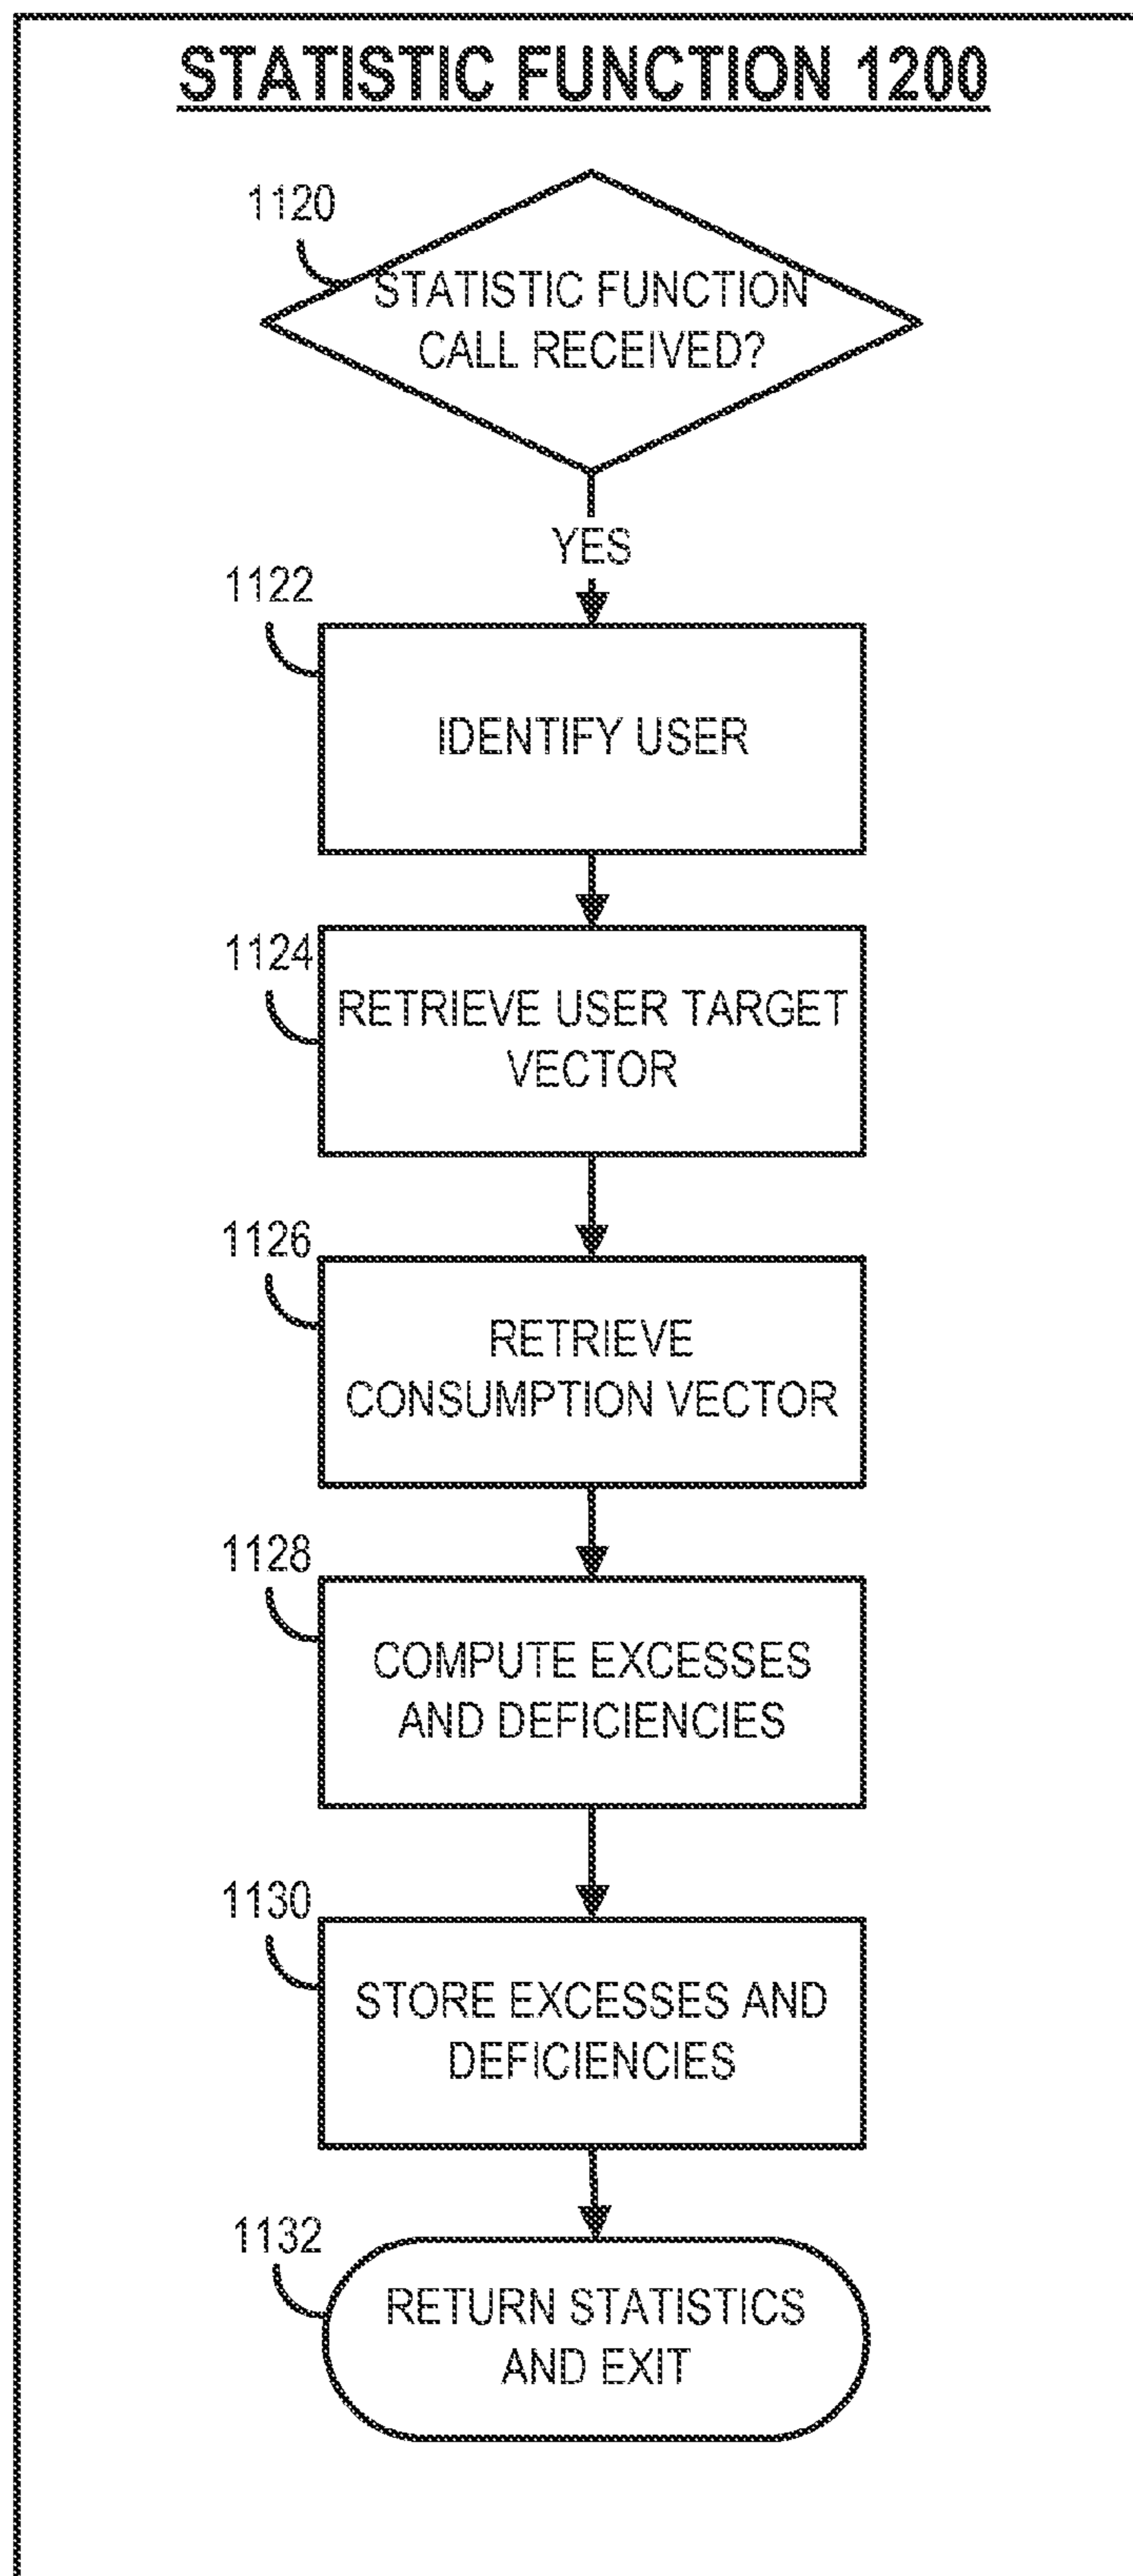 STATISTIC FUNCTION 1200
1120
STATISTIC FUNCTION
CALL RECEIVED?
YES
1122
IDENTIFY USER
1124
RETRIEVE USER TARGET
VECTOR
1126
RETRIEVE
CONSUMPTION VECTOR
1128
COMPUTE EXCESSES
AND DEFICIENCIES
1130
STORE EXCESSES AND
DEFICIENCIES
1132
RETURN STATISTICS
AND EXIT